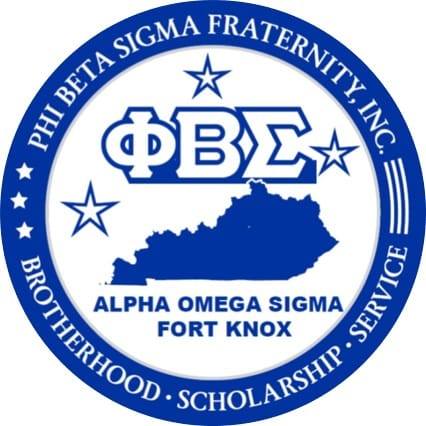 PHI BETA SIGMA FRATERNITY, INC.
ΦΒΣ
ALPHA OMEGA SIGMA
FORT KNOX
BROTHERHOOD · SCHOLARSHIP · SERVICE